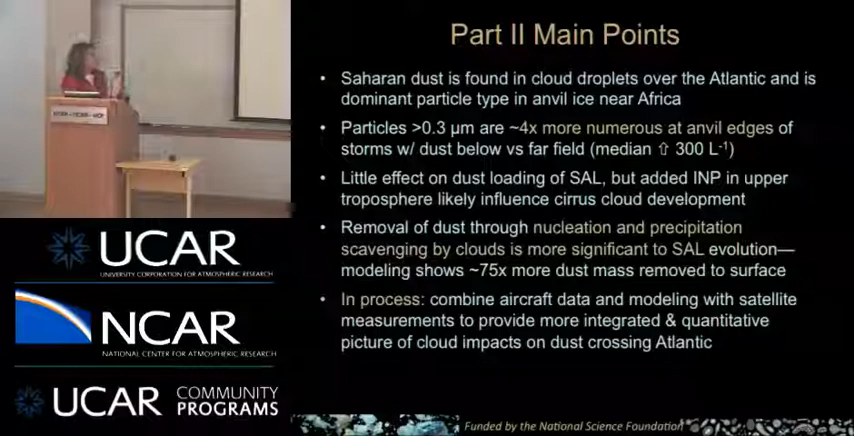 Part II Main Points
• Saharan dust is found in cloud droplets over the Atlantic and is
dominant particle type in anvil ice near Africa
• Particles >0.3 µm are ~4x more numerous at anvil edges of
storms w/ dust below vs far field (median ⇧ 300 L⁻¹)
• Little effect on dust loading of SAL, but added INP in upper
troposphere likely influence cirrus cloud development
• Removal of dust through nucleation and precipitation
scavenging by clouds is more significant to SAL evolution—
modeling shows ~75x more dust mass removed to surface
• In process: combine aircraft data and modeling with satellite
measurements to provide more integrated & quantitative
picture of cloud impacts on dust crossing Atlantic
UCAR
UNIVERSITY CORPORATION FOR ATMOSPHERIC RESEARCH
NCAR
NATIONAL CENTER FOR ATMOSPHERIC RESEARCH
UCAR COMMUNITY
PROGRAMS
Funded by the National Science Foundation